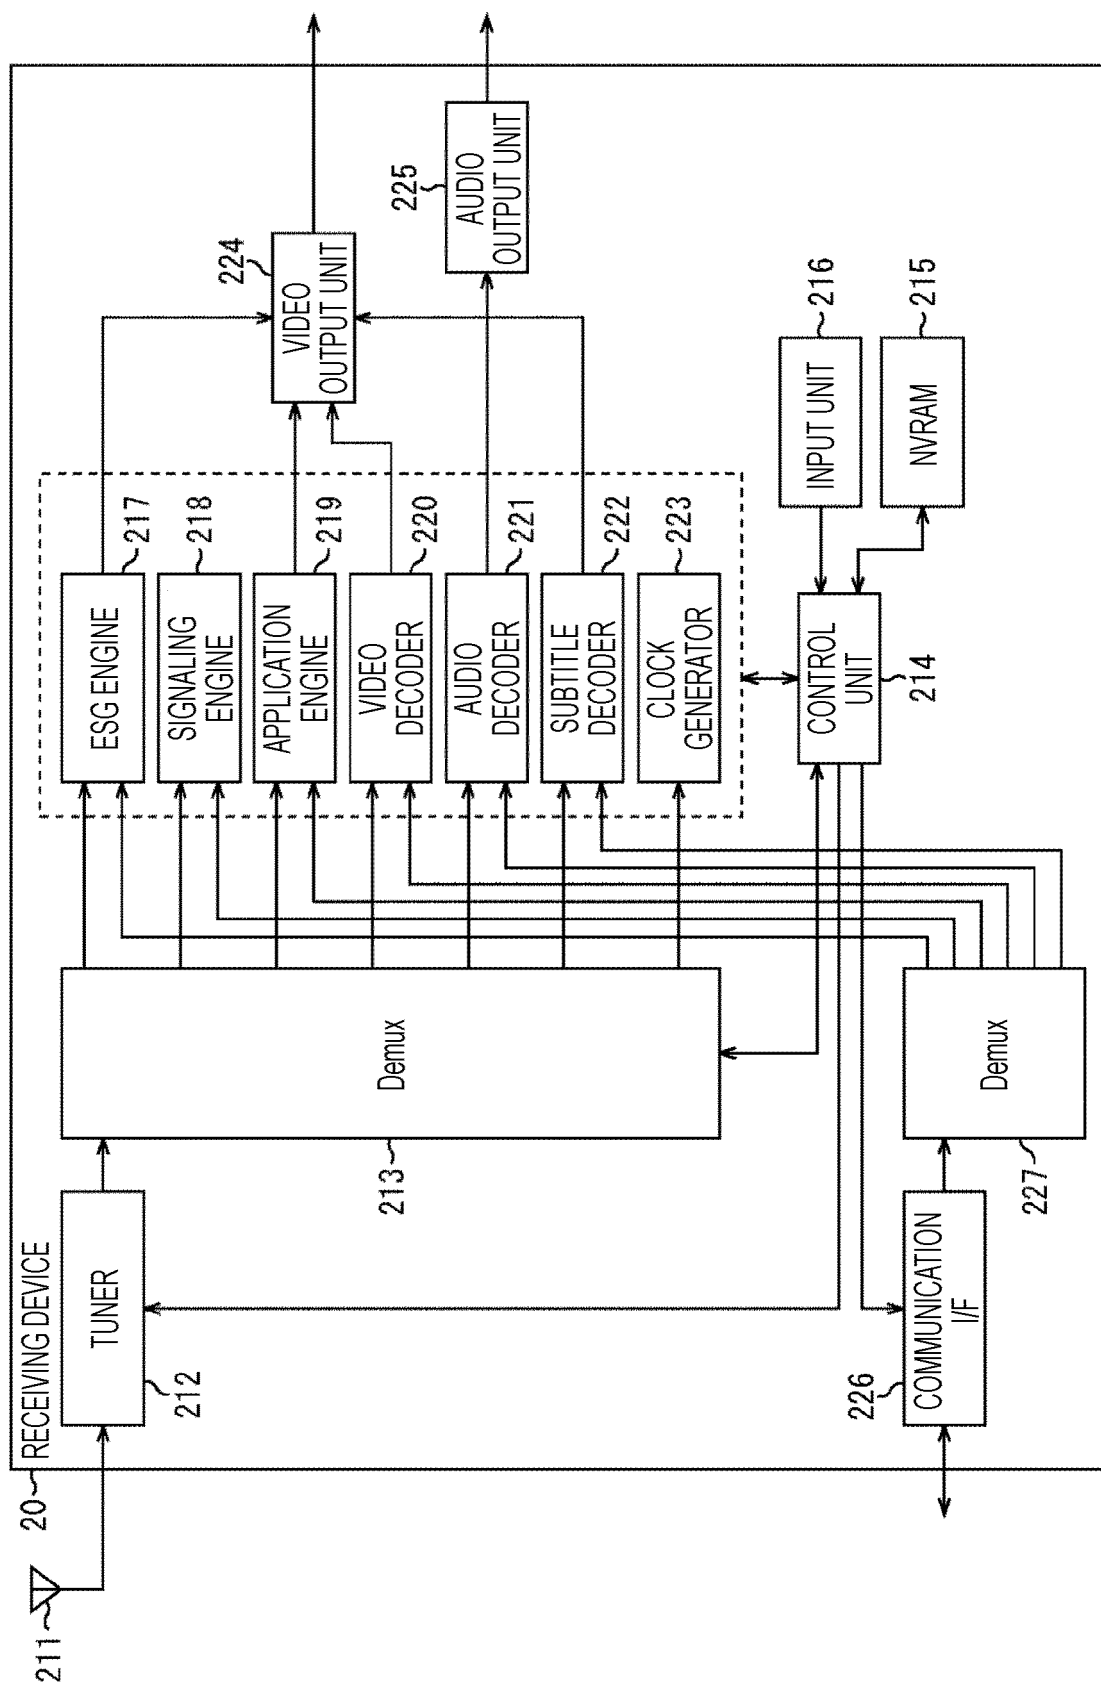 20
RECEIVING DEVICE
211
212
TUNER
213
Demux
ESG ENGINE
217
SIGNALING
ENGINE
218
APPLICATION
ENGINE
219
VIDEO
DECODER
220
AUDIO
DECODER
221
SUBTITLE
DECODER
222
CLOCK
GENERATOR
223
224
VIDEO
OUTPUT UNIT
225
AUDIO
OUTPUT UNIT
CONTROL
UNIT
214
INPUT UNIT
216
NVRAM
215
226
COMMUNICATION
I/F
227
Demux